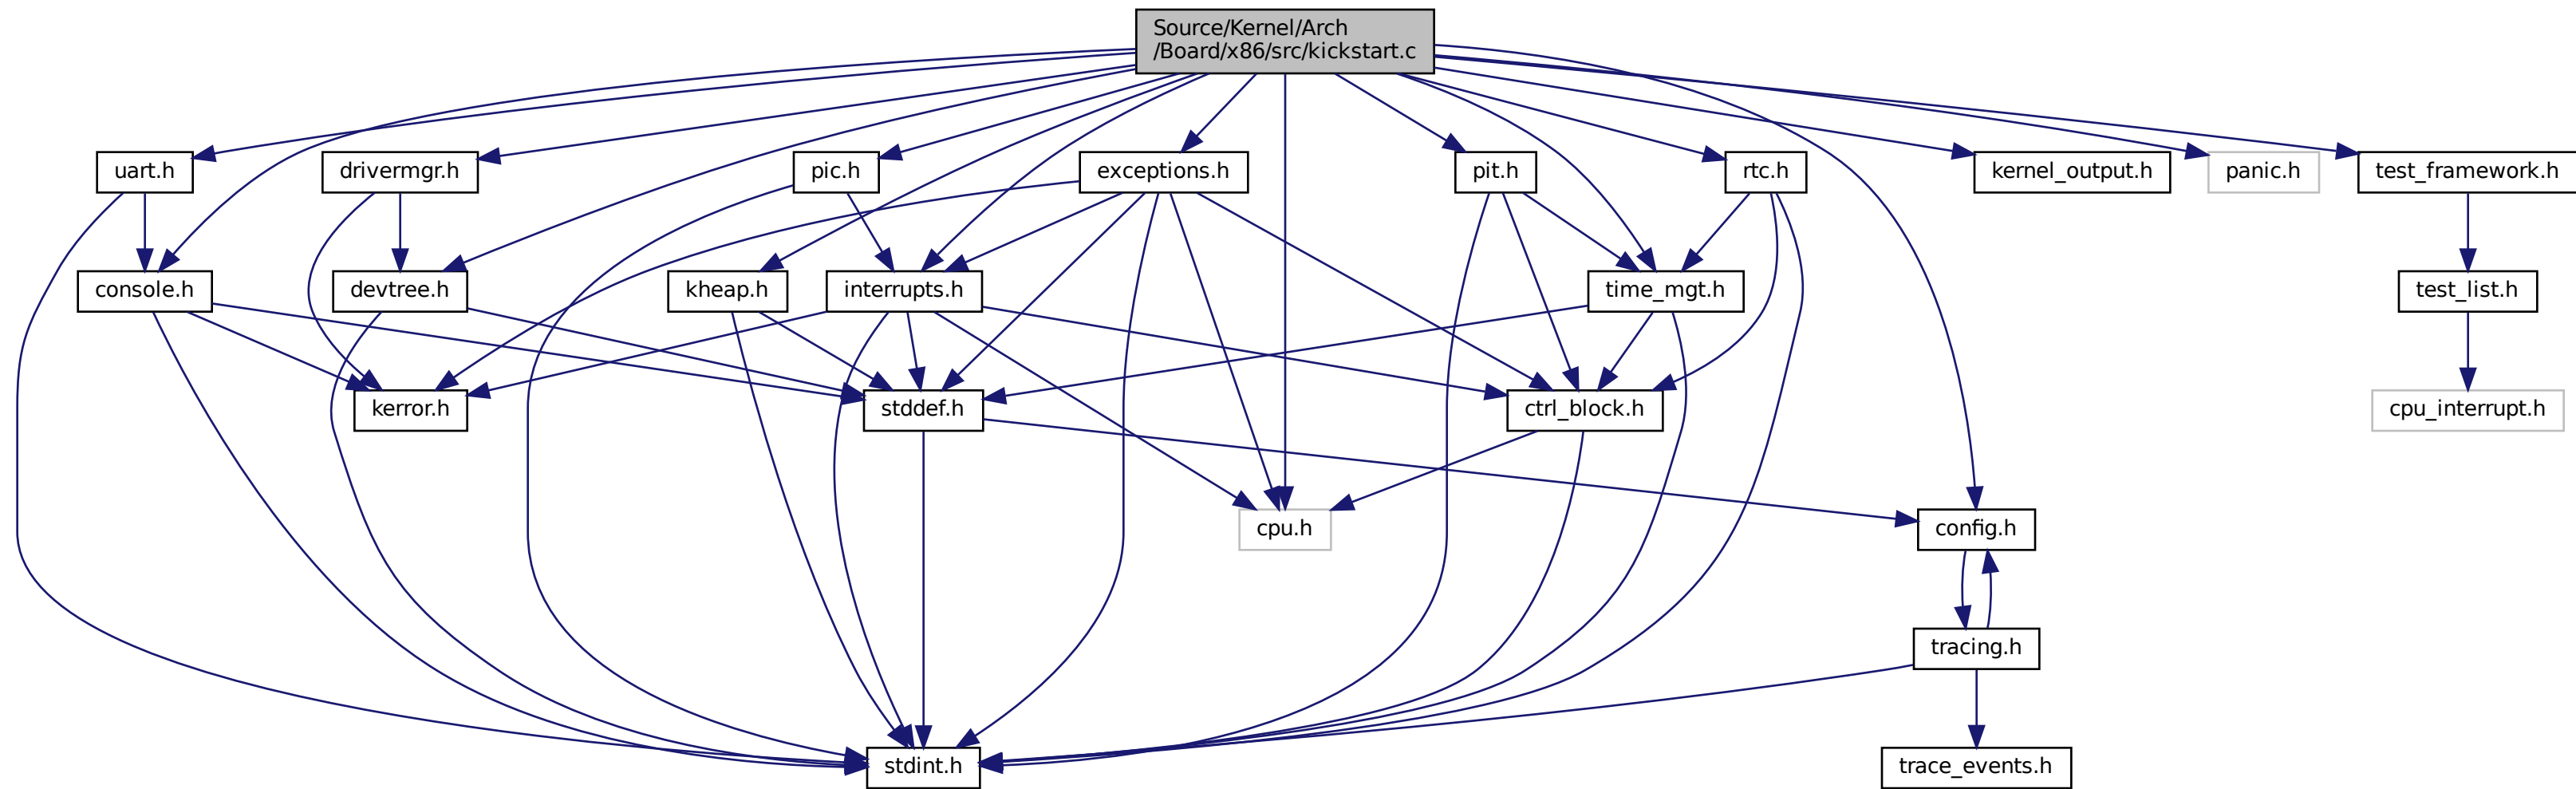 Source/Kernel/Arch
/Board/x86/src/kickstart.c
uart.h
drivermgr.h
pic.h
exceptions.h
pit.h
rtc.h
kernel_output.h
panic.h
test_framework.h
console.h
devtree.h
kheap.h
interrupts.h
time_mgt.h
test_list.h
kerror.h
stddef.h
ctrl_block.h
cpu_interrupt.h
cpu.h
config.h
tracing.h
stdint.h
trace_events.h